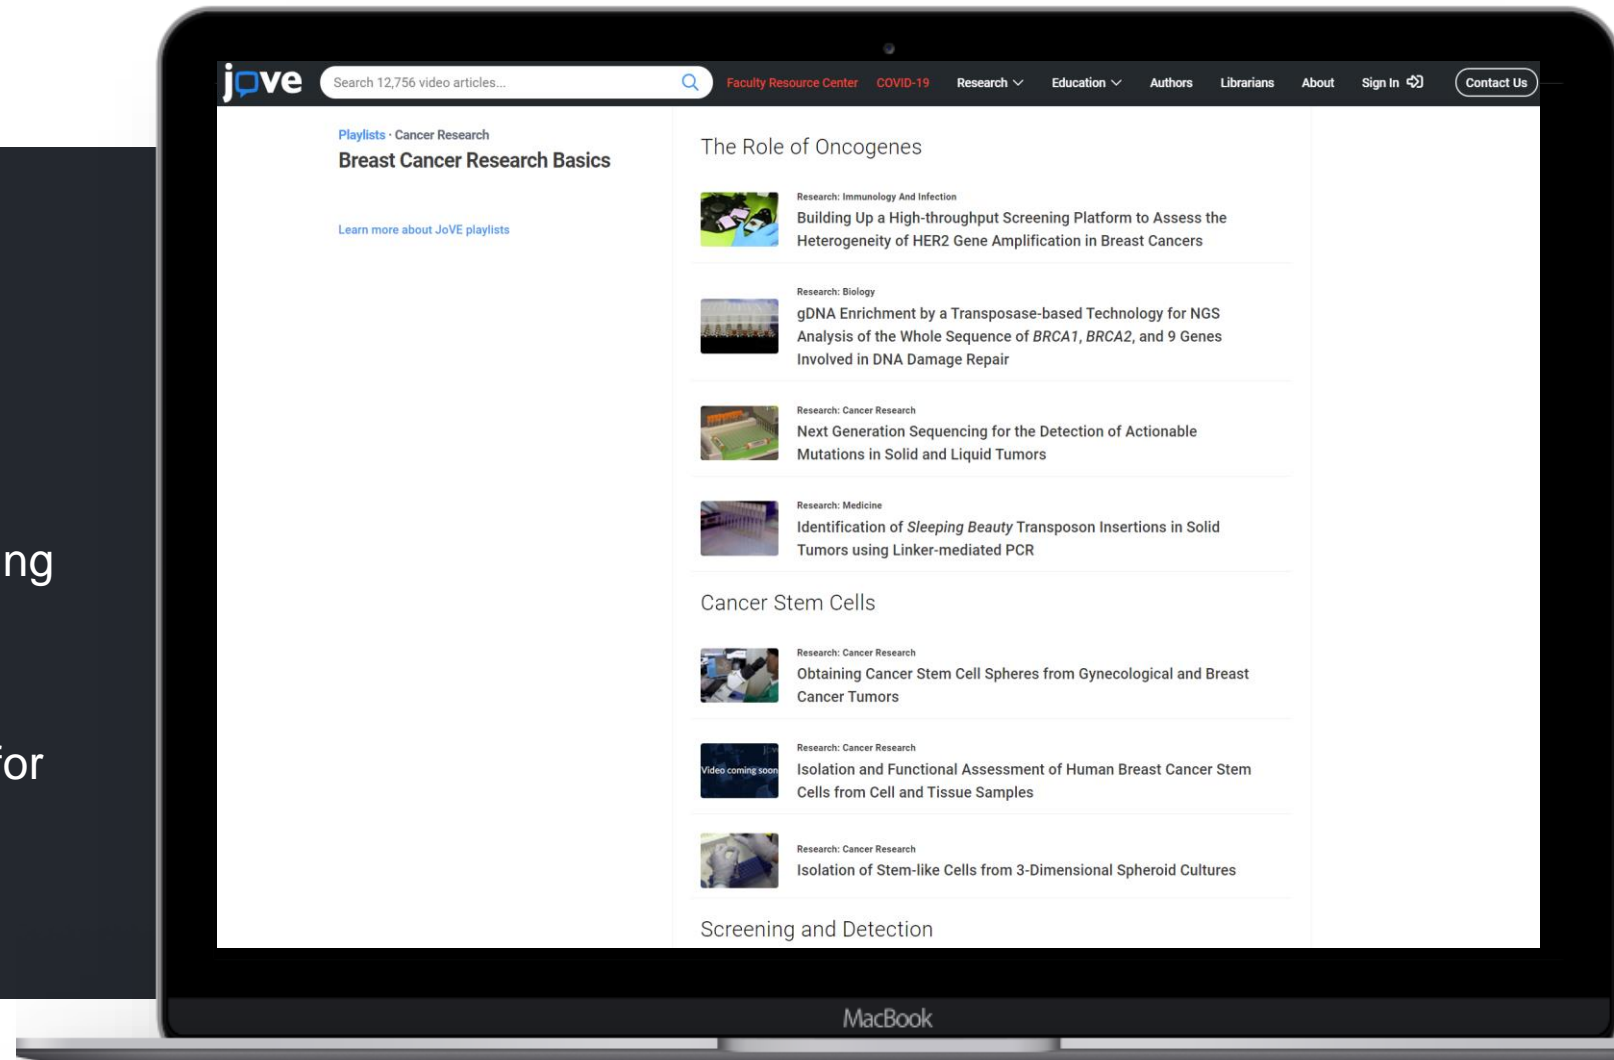 ing
for
jove
Search 12,756 video articles...
Faculty Resource Center COVID-19 Research Education Authors Librarians About Sign In Contact Us
Playlists · Cancer Research
Breast Cancer Research Basics
Learn more about JoVE playlists
The Role of Oncogenes
Research: Immunology And Infection
Building Up a High-throughput Screening Platform to Assess the
Heterogeneity of HER2 Gene Amplification in Breast Cancers
Research: Biology
gDNA Enrichment by a Transposase-based Technology for NGS
Analysis of the Whole Sequence of BRCA1, BRCA2, and 9 Genes
Involved in DNA Damage Repair
Research: Cancer Research
Next Generation Sequencing for the Detection of Actionable
Mutations in Solid and Liquid Tumors
Research: Medicine
Identification of Sleeping Beauty Transposon Insertions in Solid
Tumors using Linker-mediated PCR
Cancer Stem Cells
Research: Cancer Research
Obtaining Cancer Stem Cell Spheres from Gynecological and Breast
Cancer Tumors
Video coming soon
Research: Cancer Research
Isolation and Functional Assessment of Human Breast Cancer Stem
Cells from Cell and Tissue Samples
Research: Cancer Research
Isolation of Stem-like Cells from 3-Dimensional Spheroid Cultures
Screening and Detection
MacBook